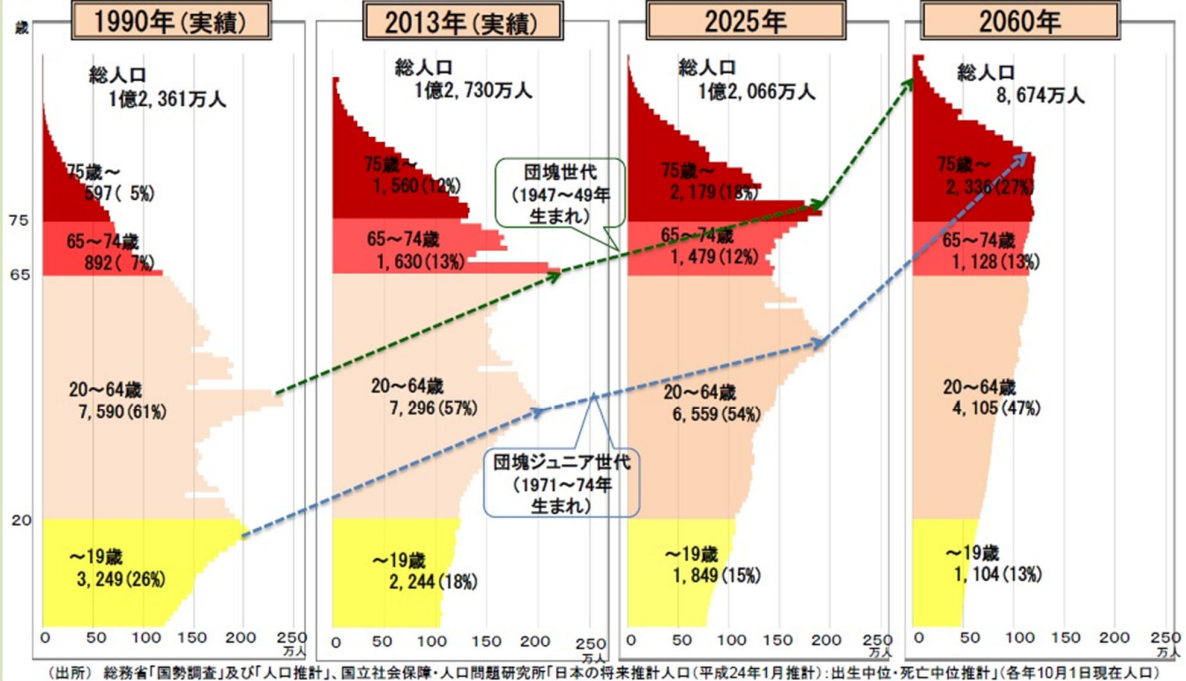 1990年(実績)
2013年(実績)
2025年
2060年
歳
総人口
1億2,361万人
75歳～
597( 5%)
65～74歳
892( 7%)
20～64歳
7,590(61%)
～19歳
3,249(26%)
75
65
20
0 50 100 150 200 250
万人
総人口
1億2,730万人
75歳～
1,560(12%)
65～74歳
1,630(13%)
20～64歳
7,296(57%)
～19歳
2,244(18%)
0 50 100 150 200 250
万人
団塊世代
(1947～49年
生まれ)
団塊ジュニア世代
(1971～74年
生まれ)
総人口
1億2,066万人
75歳～
2,179(18%)
65～74歳
1,479(12%)
20～64歳
6,559(54%)
～19歳
1,849(15%)
0 50 100 150 200 250
万人
総人口
8,674万人
75歳～
2,336(27%)
65～74歳
1,128(13%)
20～64歳
4,105(47%)
～19歳
1,104(13%)
0 50 100 150 200 250
万人
(出所) 総務省「国勢調査」及び「人口推計」、国立社会保障・人口問題研究所「日本の将来推計人口(平成24年1月推計):出生中位・死亡中位推計」(各年10月1日現在人口)